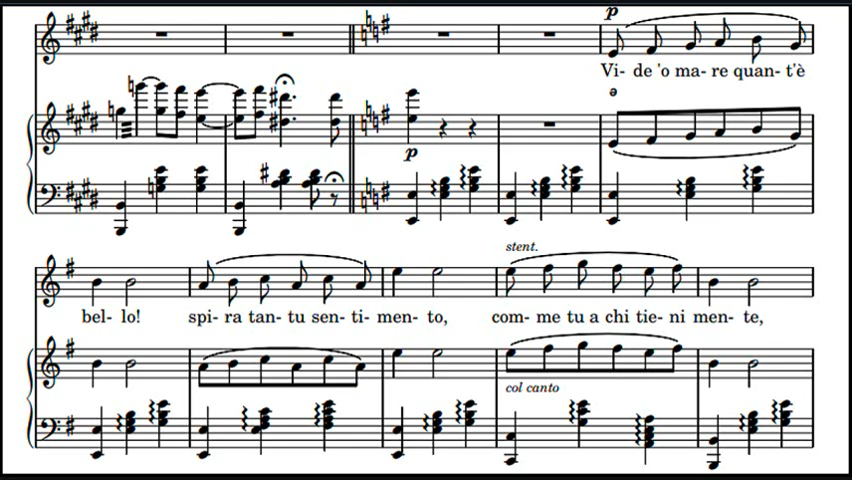 p
Vi- de 'o ma- re quan- t'è
ə
p
stent.
bel- lo! spi- ra tan- tu sen- ti- men- to, com- me tu a chi tie- ni men- te,
col canto